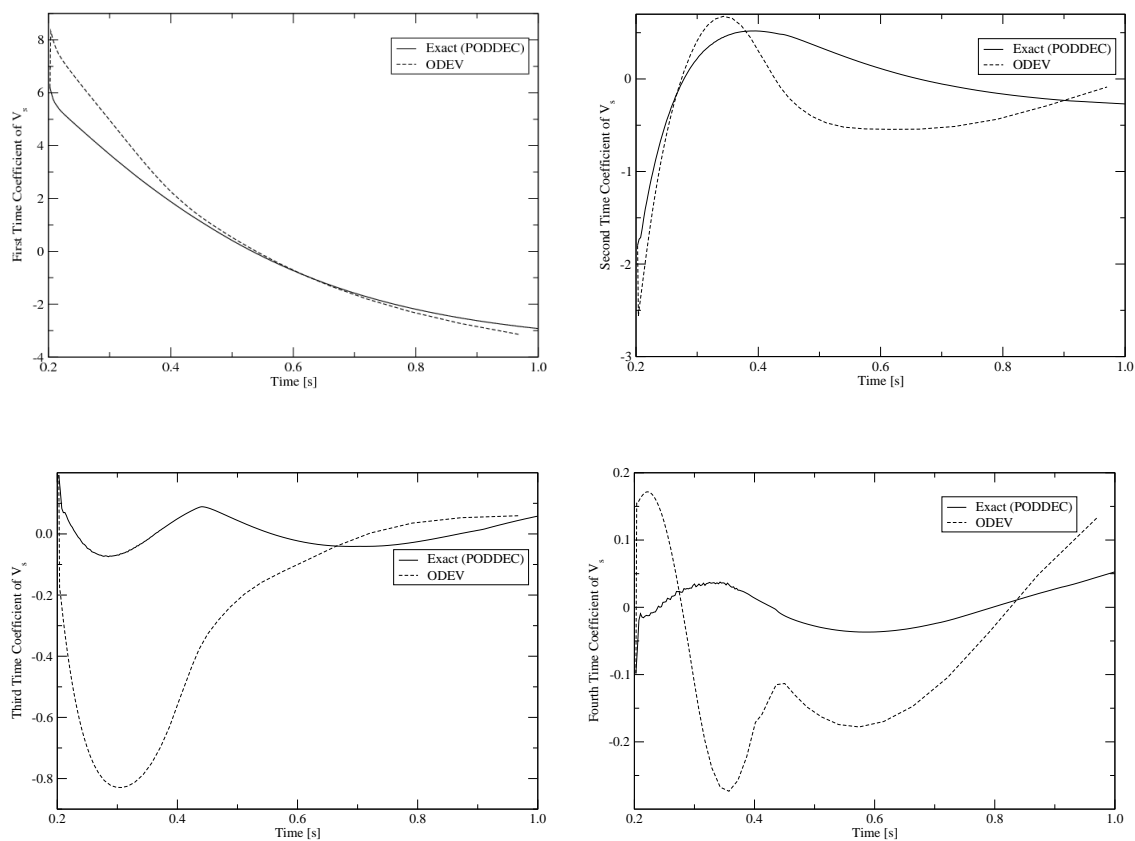 8
6
4
2
0
-2
-4
0.2
0.4
0.6
0.8
1.0
Time [s]
First Time Coefficient of Vs
Exact (PODDEC)
ODEV
0
-1
-2
-3
0.2
0.4
0.6
0.8
1.0
Time [s]
Second Time Coefficient of Vs
Exact (PODDEC)
ODEV
0.0
-0.2
-0.4
-0.6
-0.8
0.2
0.4
0.6
0.8
1.0
Time [s]
Third Time Coefficient of Vs
Exact (PODDEC)
ODEV
0.2
0.1
0
-0.1
-0.2
0.2
0.4
0.6
0.8
1.0
Time [s]
Fourth Time Coefficient of Vs
Exact (PODDEC)
ODEV